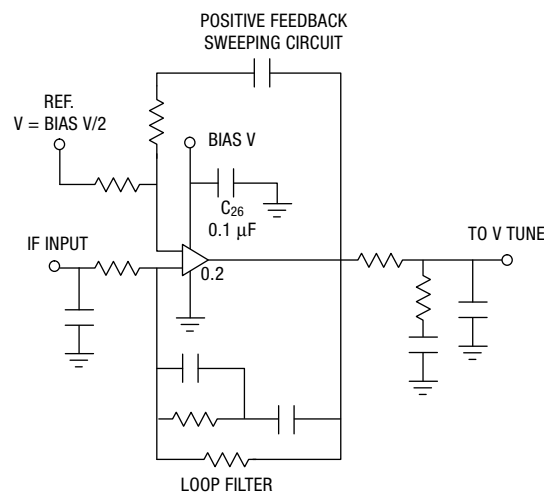 POSITIVE FEEDBACK
SWEEPING CIRCUIT
REF.
V = BIAS V/2
BIAS V
C₂₆
0.1 µF
IF INPUT
0.2
TO V TUNE
LOOP FILTER